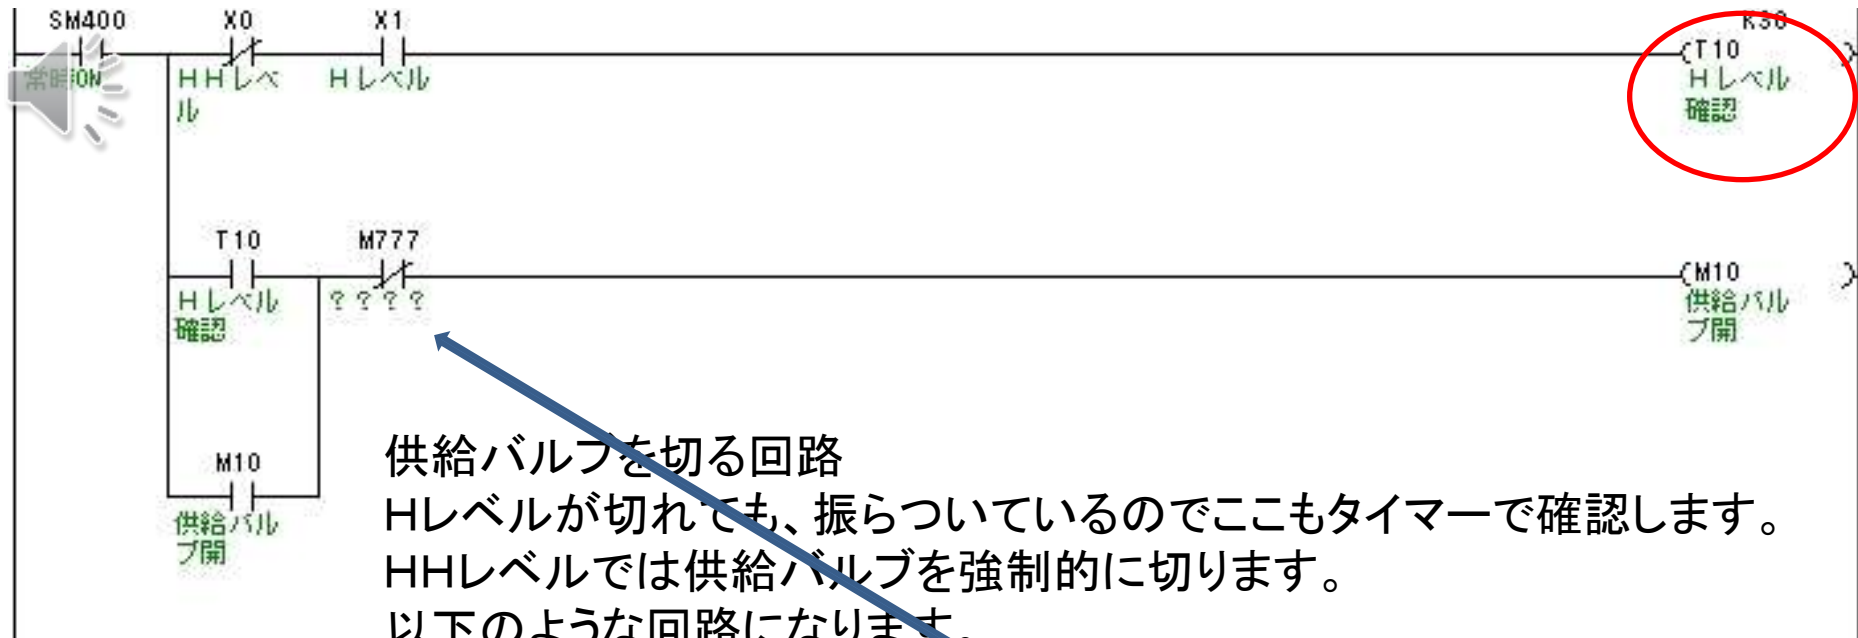 SM400 X0 X1 K30
常時ON HHレベル Hレベル T10 Hレベル確認
T10 M777
Hレベル確認 ???? M10 供給バルブ開
M10
供給バルブ開
供給バルブを切る回路
Hレベルが切れても、振らついているのでここもタイマーで確認します。
HHレベルでは供給バルブを強制的に切ります。
以下のような回路になります。